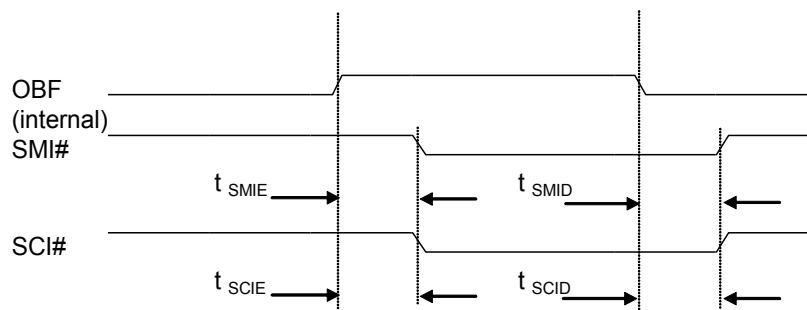 OBF
(internal)
SMI#
t SMIE
t SMID
SCI#
t SCIE
t SCID